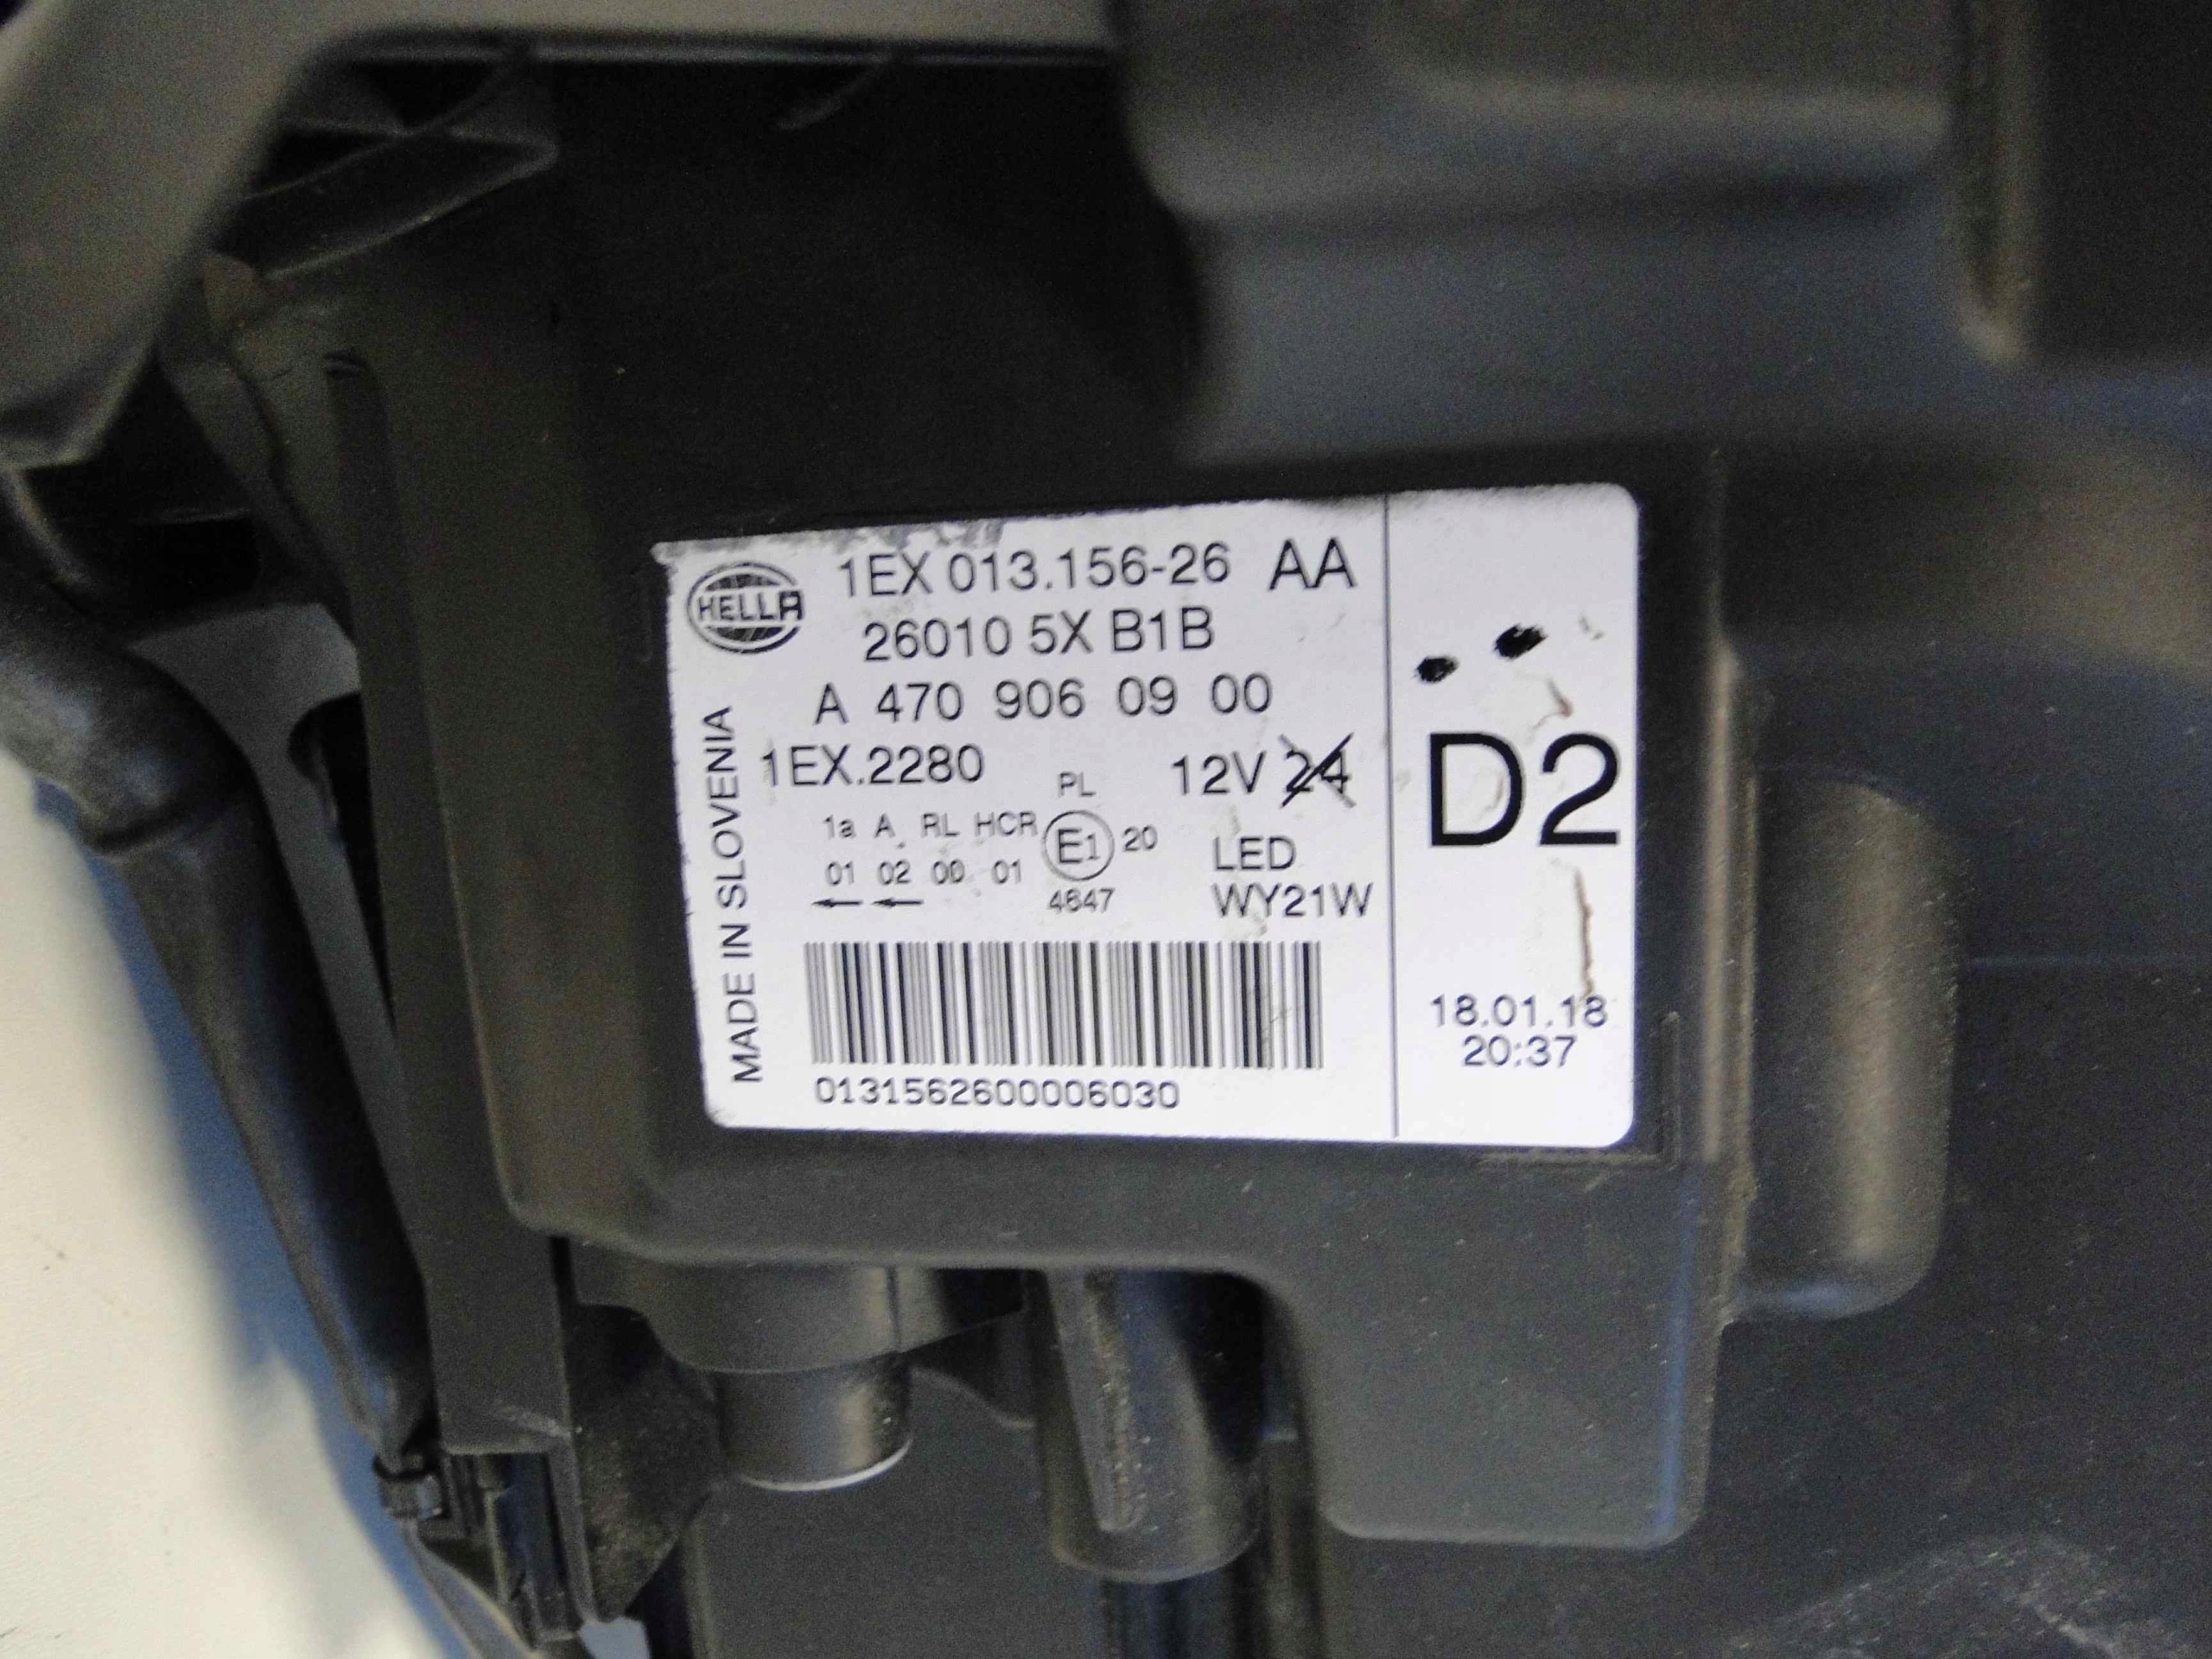 HELLA
1EX 013.156-26 AA
26010 5X B1B
A 470 906 09 00
1EX.2280
PL
12V 24
1a A RL HCR
E1 20
01 02 00 01
4647
LED
WY21W
MADE IN SLOVENIA
0131562600006030
D2
18.01.18
20:37